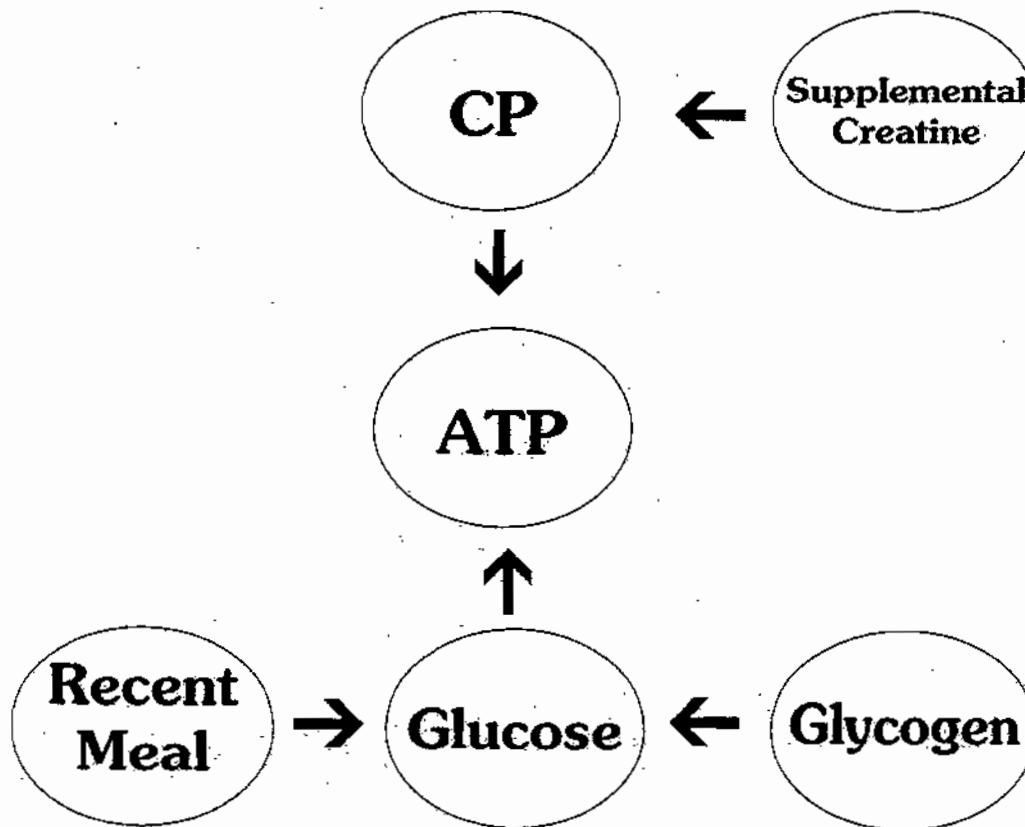 CP
Supplemental
Creatine
ATP
Recent
Meal
Glucose
Glycogen